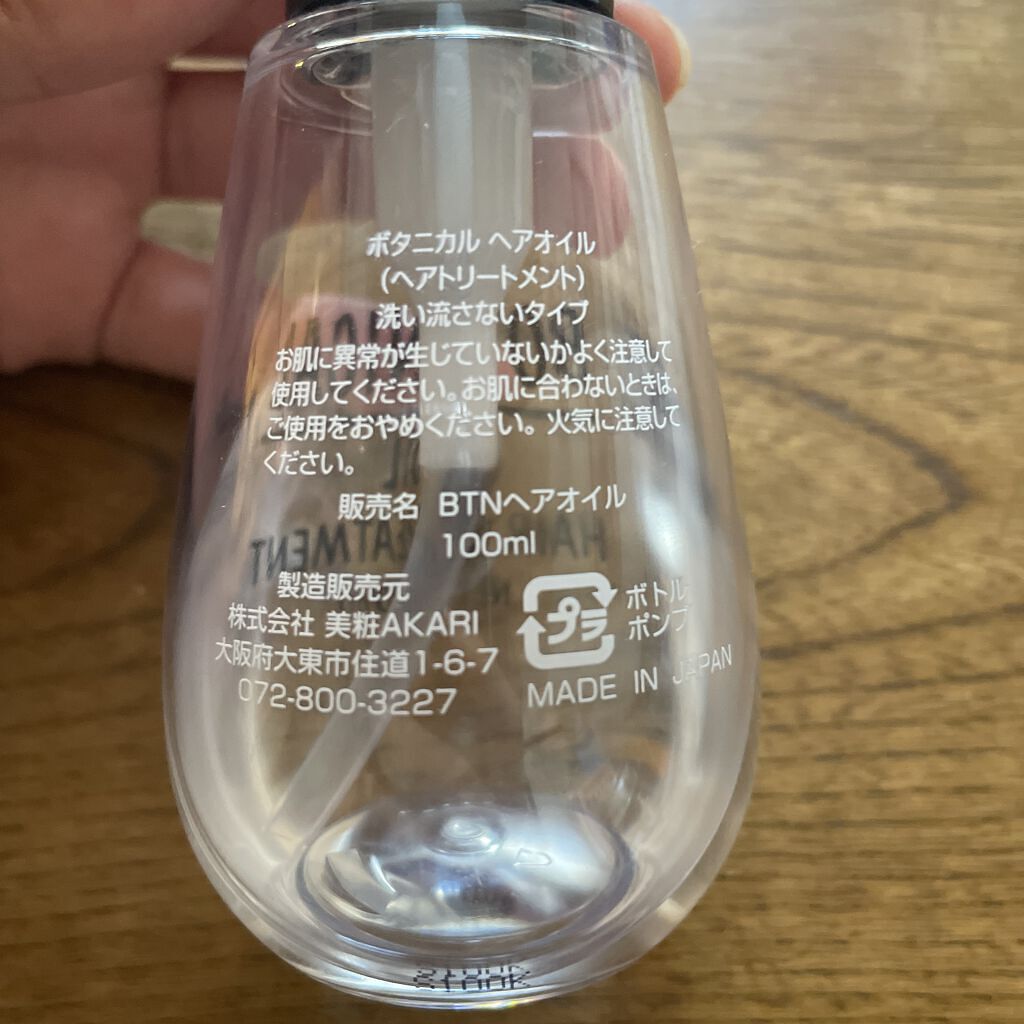 ボタニカル ヘアオイル
(ヘアトリートメント)
洗い流さないタイプ
お肌に異常が生じていないかよく注意して
使用してください。お肌に合わないときは、
ご使用をおやめください。火気に注意して
ください。
販売名 BTNヘアオイル
100ml
製造販売元
株式会社 美粧AKARI
大阪府大東市住道1-6-7
072-800-3227
プラ
ボトル
ポンプ
MADE IN JAPAN